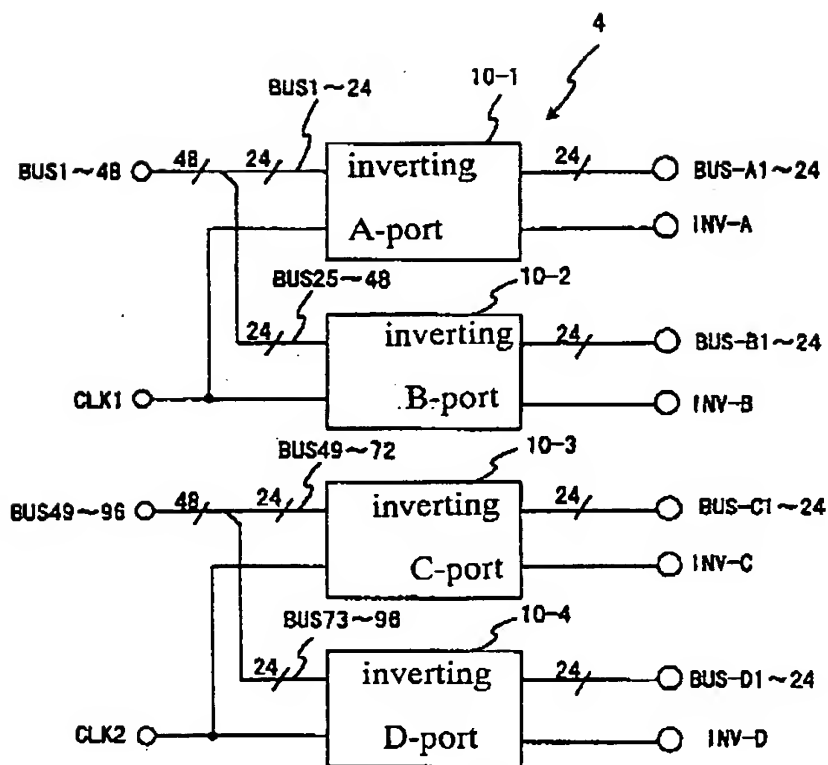 4
10-1
BUS1~24
BUS1~48
48
24
inverting
A-port
24
BUS-A1~24
INV-A
BUS25~48
10-2
24
inverting
B-port
24
BUS-B1~24
CLK1
INV-B
BUS49~72
10-3
BUS49~96
48
24
inverting
C-port
24
BUS-C1~24
INV-C
BUS73~96
10-4
24
inverting
D-port
24
BUS-D1~24
CLK2
INV-D